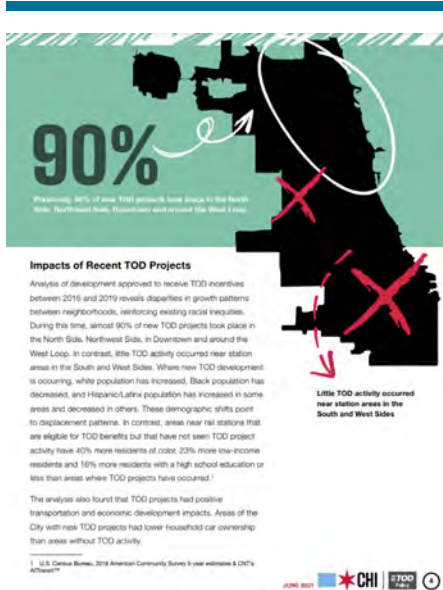 90%
Previously, 90% of new TOD projects took place in the North
Side, Northwest Side, Downtown and around the West Loop.
Impacts of Recent TOD Projects
Analysis of development approved to receive TOD incentives
between 2016 and 2019 reveals disparities in growth patterns
between neighborhoods, reinforcing existing racial inequities.
During this time, almost 90% of new TOD projects took place in
the North Side, Northwest Side, in Downtown and around the
West Loop. In contrast, little TOD activity occurred near station
areas in the South and West Sides. Where new TOD development
is occurring, white population has increased, Black population has
decreased, and Hispanic/Latinx population has increased in some
areas and decreased in others. These demographic shifts point
to displacement patterns. In contrast, areas near rail stations that
are eligible for TOD benefits but that have not seen TOD project
activity have 40% more residents of color, 23% more low-income
residents and 16% more residents with a high school education or
less than areas where TOD projects have occurred.¹
The analysis also found that TOD projects had positive
transportation and economic development impacts. Areas of the
City with new TOD projects had lower household car ownership
than areas without TOD activity.
Little TOD activity occurred
near station areas in the
South and West Sides
1 U.S. Census Bureau, 2018 American Community Survey 5-year estimates & CNT's
AllTransit™
JUNE 2021 CHI ETOD 4